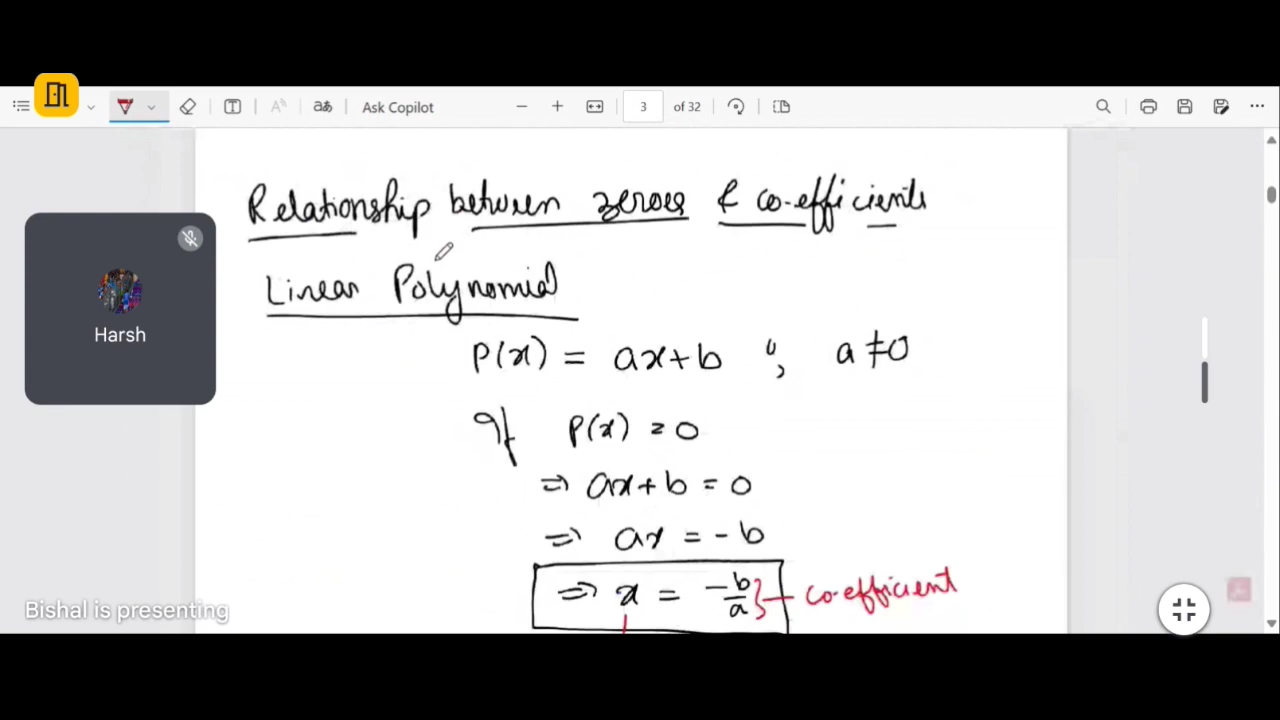 Ask Copilot
3 of 32
Relationship between zeroes & co-efficients
Linear Polynomial
P(x) = ax+b ; a ≠ 0
If P(x) = 0
⇒ ax+b = 0
⇒ ax = -b
⇒ x = -b/a } co-efficient
Harsh
Bishal is presenting